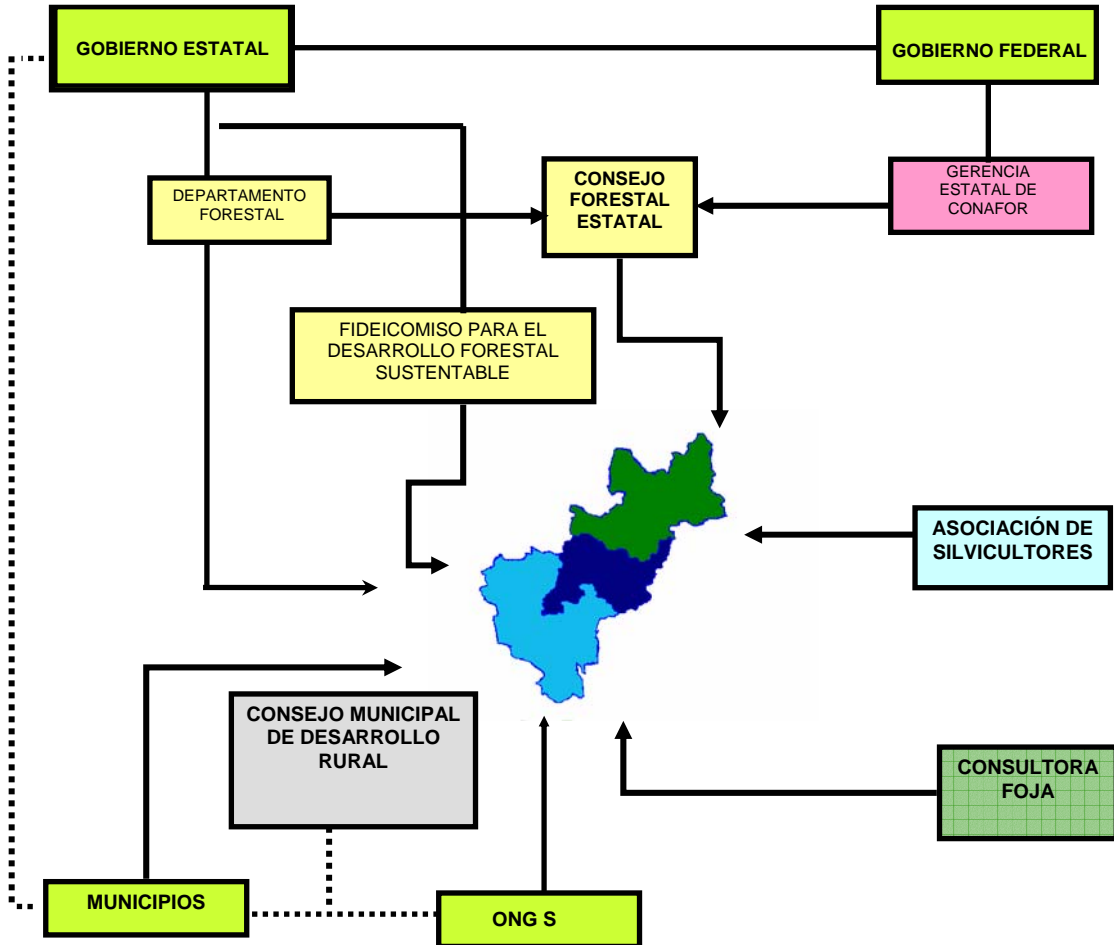 GOBIERNO ESTATAL
GOBIERNO FEDERAL
DEPARTAMENTO
FORESTAL
CONSEJO
FORESTAL
ESTATAL
GERENCIA
ESTATAL DE
CONAFOR
FIDEICOMISO PARA EL
DESARROLLO FORESTAL
SUSTENTABLE
ASOCIACIÓN DE
SILVICULTORES
CONSEJO MUNICIPAL
DE DESARROLLO
RURAL
CONSULTORA
FOJA
MUNICIPIOS
ONG S